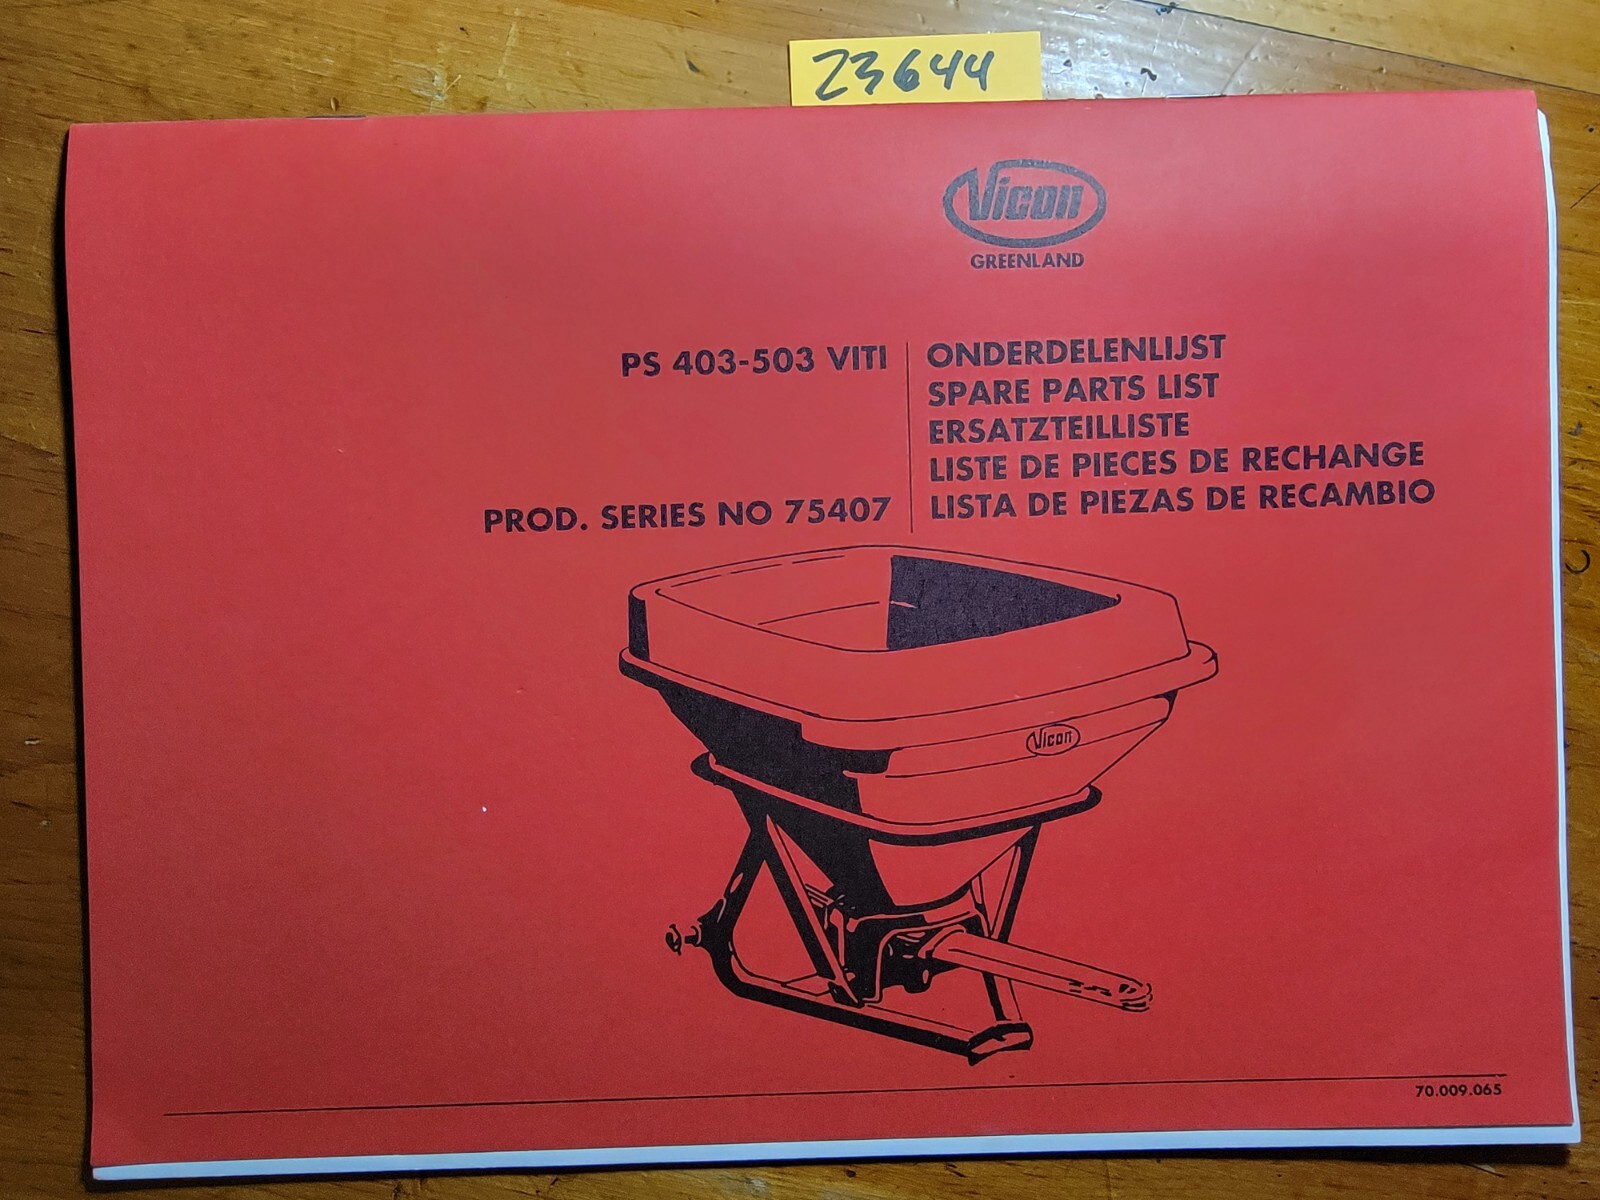 23644
Vicon
GREENLAND
PS 403-503 VITI
PROD. SERIES NO 75407
ONDERDELENLIJST
SPARE PARTS LIST
ERSATZTEILLISTE
LISTE DE PIECES DE RECHANGE
LISTA DE PIEZAS DE RECAMBIO
Vicon
70.009.065